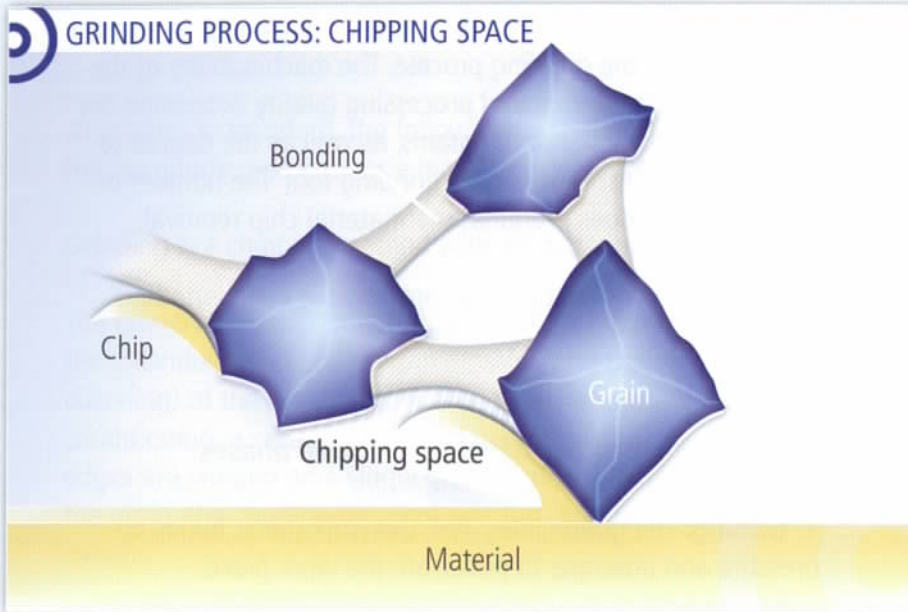 GRINDING PROCESS: CHIPPING SPACE
Bonding
Chip
Grain
Chipping space
Material